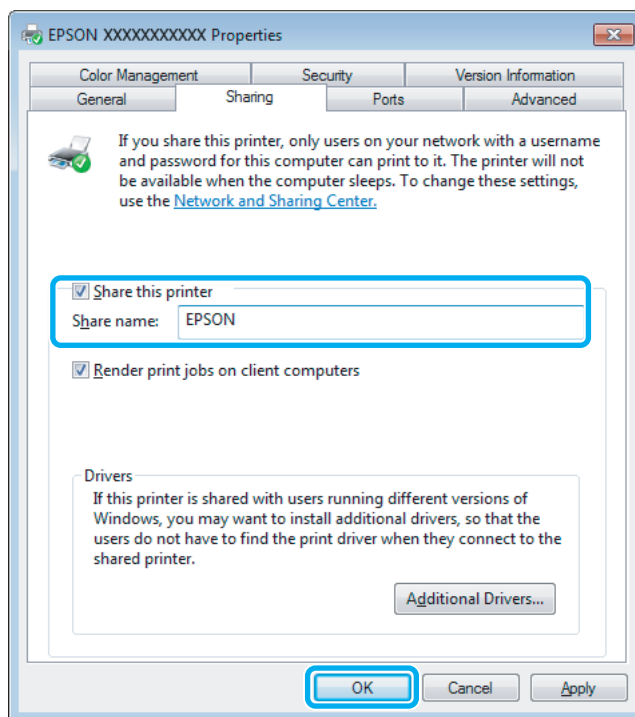 EPSON XXXXXXXXXXX Properties
Color Management
Security
Version Information
General
Sharing
Ports
Advanced
If you share this printer, only users on your network with a username
and password for this computer can print to it. The printer will not
be available when the computer sleeps. To change these settings,
use the Network and Sharing Center.
Share this printer
Share name: EPSON
Render print jobs on client computers
Drivers
If this printer is shared with users running different versions of
Windows, you may want to install additional drivers, so that the
users do not have to find the print driver when they connect to the
shared printer.
Additional Drivers...
OK
Cancel
Apply